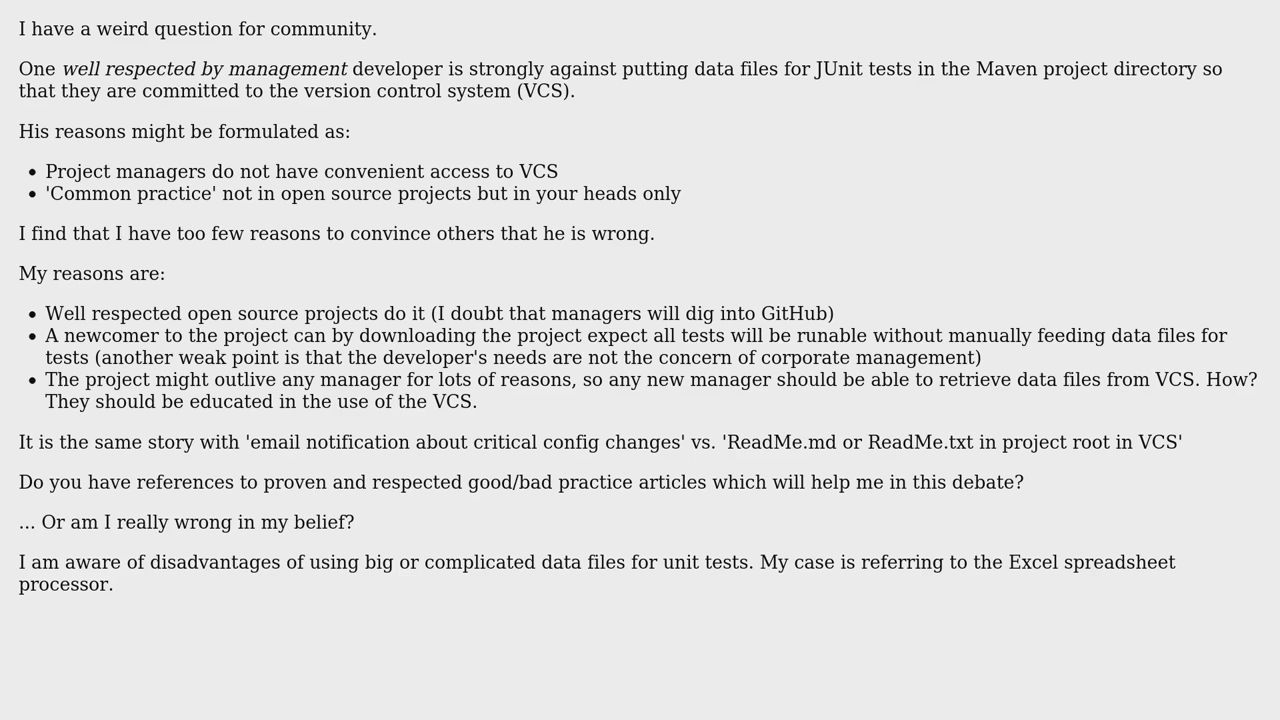 I have a weird question for community.
One well respected by management developer is strongly against putting data files for JUnit tests in the Maven project directory so
that they are committed to the version control system (VCS).
His reasons might be formulated as:
• Project managers do not have convenient access to VCS
• 'Common practice' not in open source projects but in your heads only
I find that I have too few reasons to convince others that he is wrong.
My reasons are:
• Well respected open source projects do it (I doubt that managers will dig into GitHub)
• A newcomer to the project can by downloading the project expect all tests will be runable without manually feeding data files for
tests (another weak point is that the developer's needs are not the concern of corporate management)
• The project might outlive any manager for lots of reasons, so any new manager should be able to retrieve data files from VCS. How?
They should be educated in the use of the VCS.
It is the same story with 'email notification about critical config changes' vs. 'ReadMe.md or ReadMe.txt in project root in VCS'
Do you have references to proven and respected good/bad practice articles which will help me in this debate?
... Or am I really wrong in my belief?
I am aware of disadvantages of using big or complicated data files for unit tests. My case is referring to the Excel spreadsheet
processor.